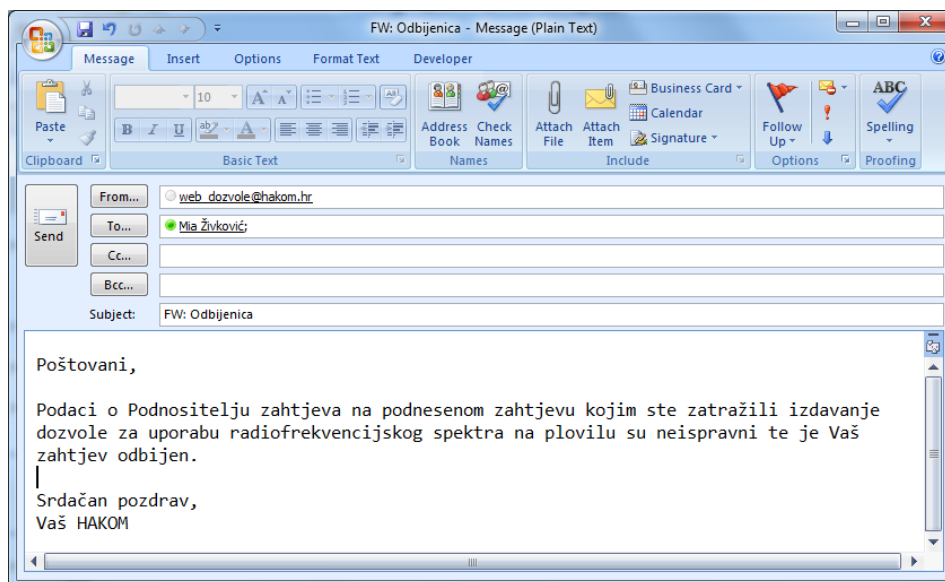 FW: Odbijenica - Message (Plain Text)
Message Insert Options Format Text Developer
Paste
Clipboard
10
B I U ab A
Basic Text
Address Book
Check Names
Names
Attach File
Attach Item
Business Card
Calendar
Signature
Include
Follow Up
Options
ABC
Spelling
Proofing
Send
From... web_dozvole@hakom.hr
To... Mia Živković;
Cc...
Bcc...
Subject: FW: Odbijenica
Poštovani,
Podaci o Podnositelju zahtjeva na podnesenom zahtjevu kojim ste zatražili izdavanje
dozvole za uporabu radiofrekvencijskog spektra na plovilu su neispravni te je Vaš
zahtjev odbijen.
Srdačan pozdrav,
Vaš HAKOM